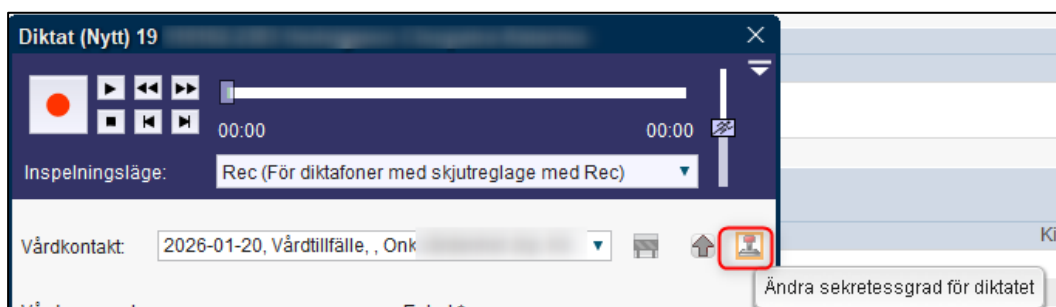 Diktat (Nytt) 19
00:00 00:00
Inspelningsläge: Rec (För diktafoner med skjutreglage med Rec)
Vårdkontakt: 2026-01-20, Vårdtillfälle, , Onk
Ki
Ändra sekretessgrad för diktatet